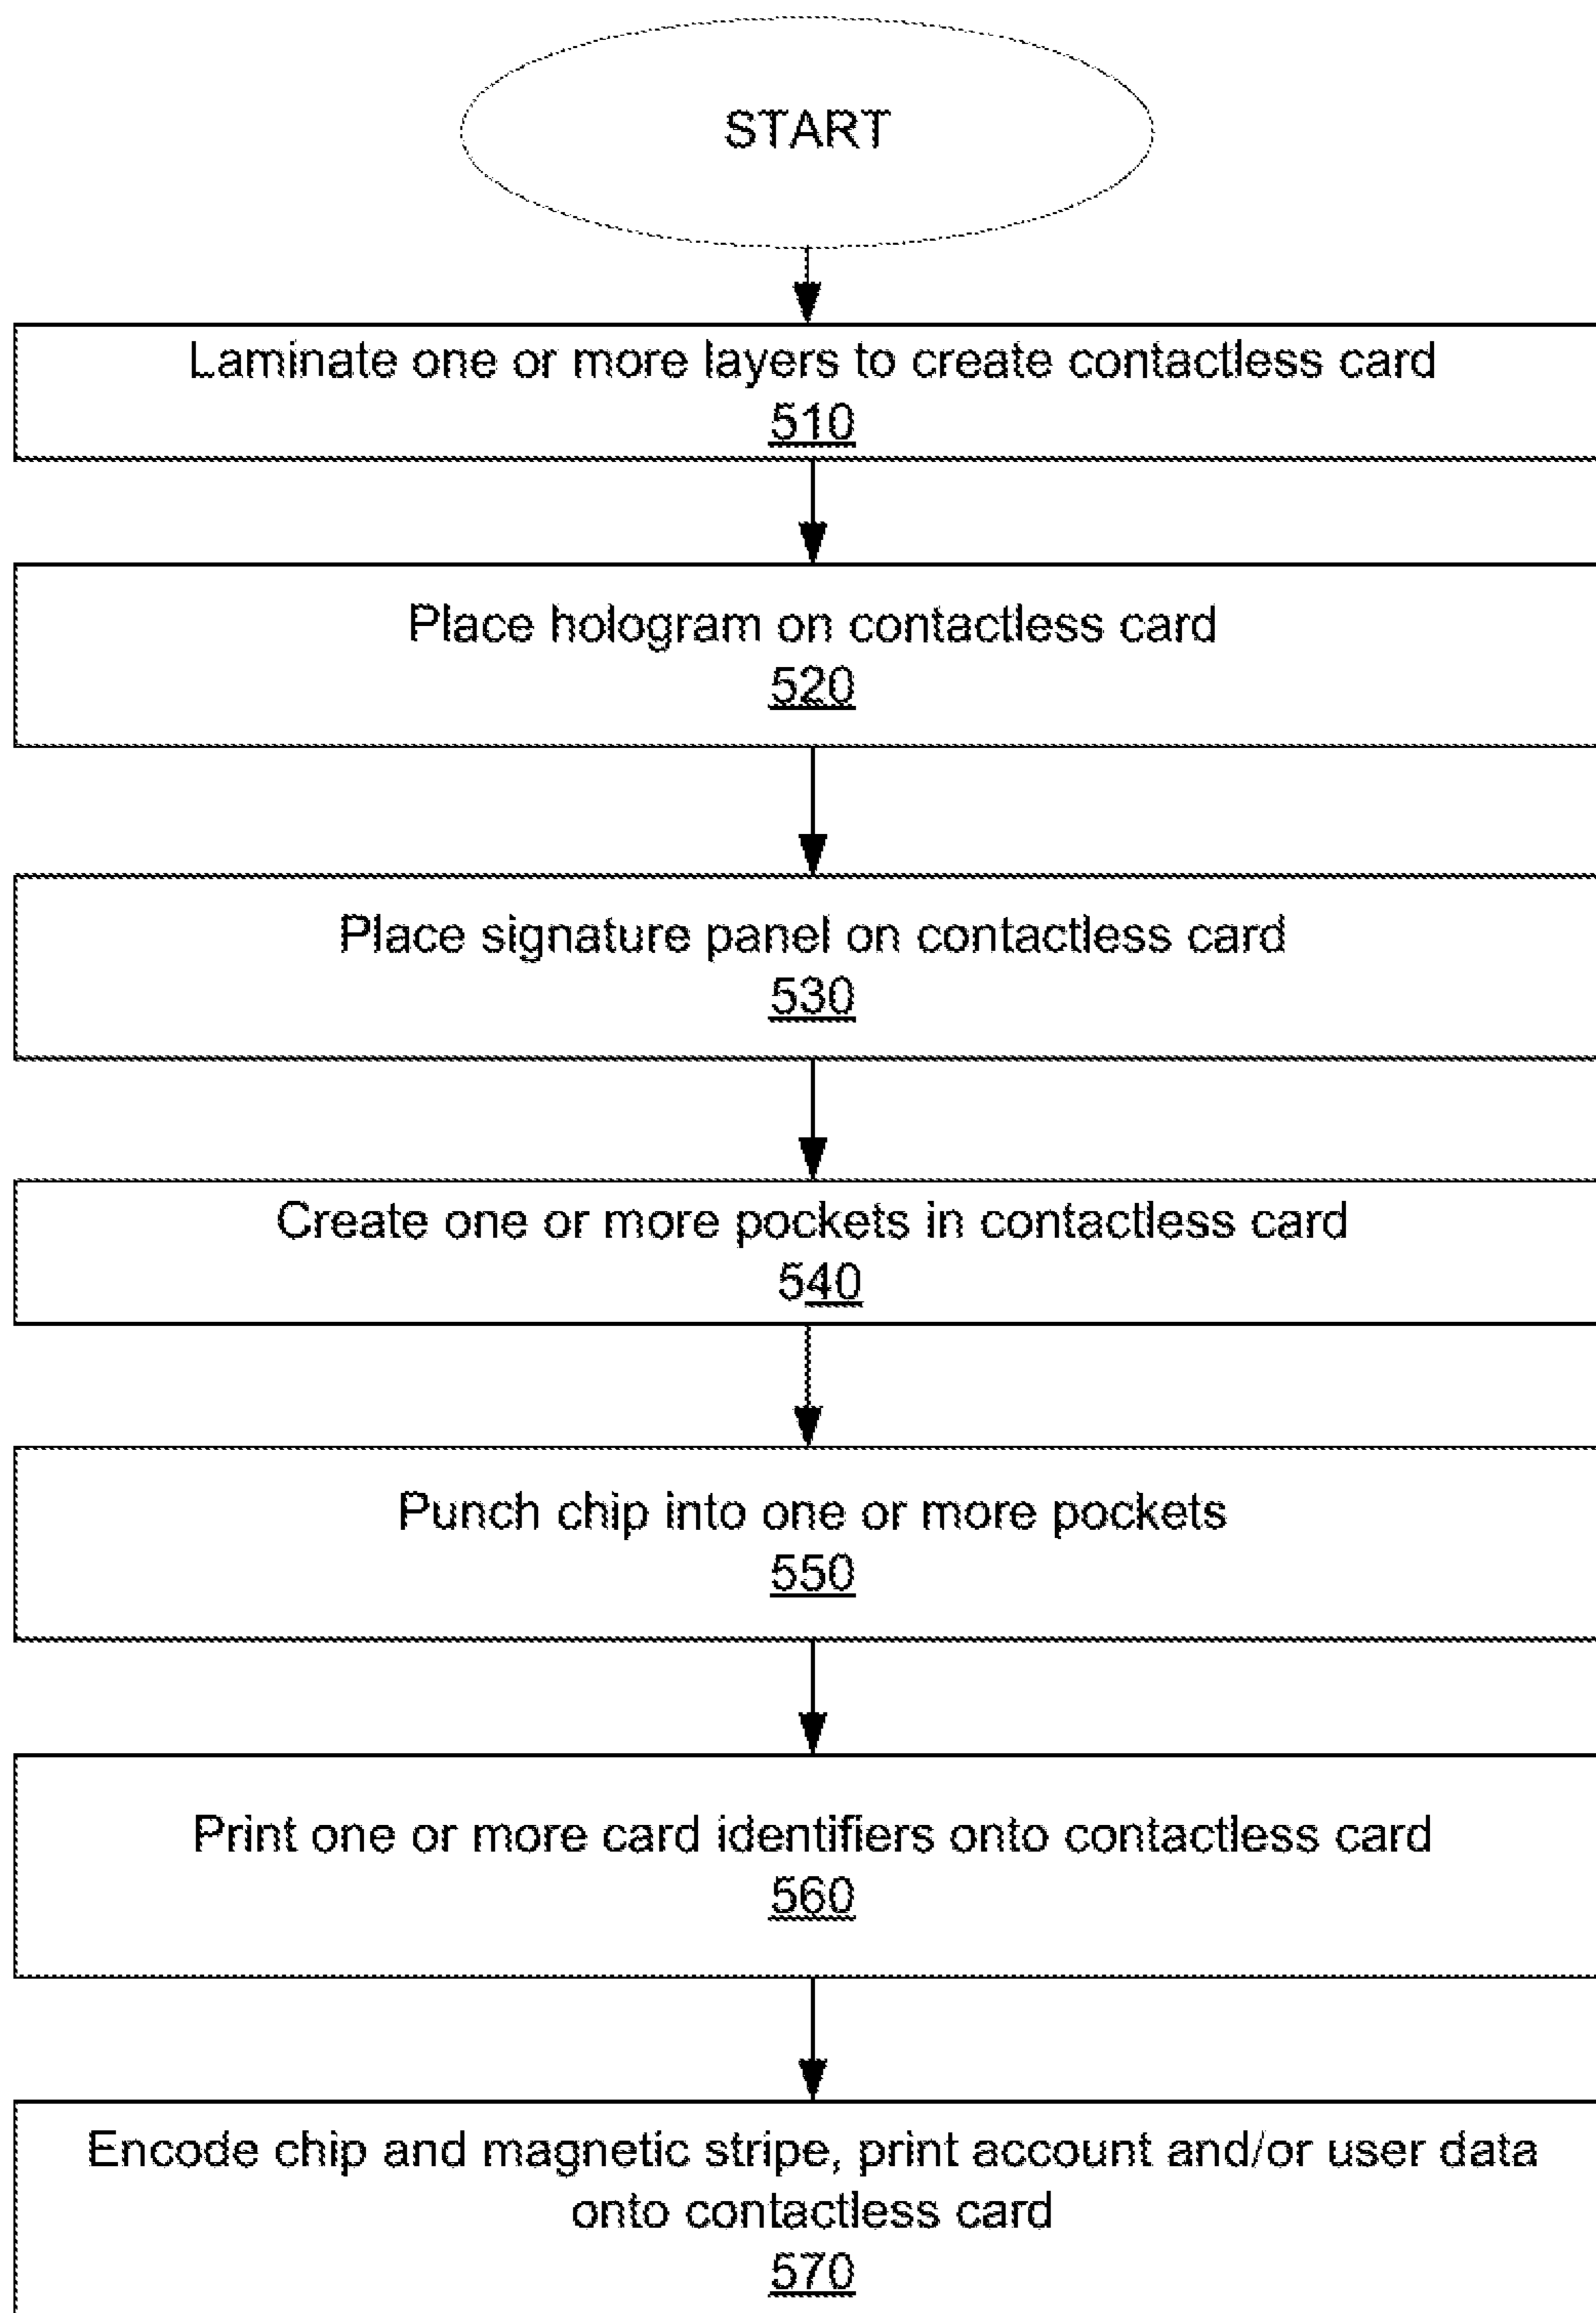 START
Laminate one or more layers to create contactless card
510
Place hologram on contactless card
520
Place signature panel on contactless card
530
Create one or more pockets in contactless card
540
Punch chip into one or more pockets
550
Print one or more card identifiers onto contactless card
560
Encode chip and magnetic stripe, print account and/or user data
onto contactless card
570